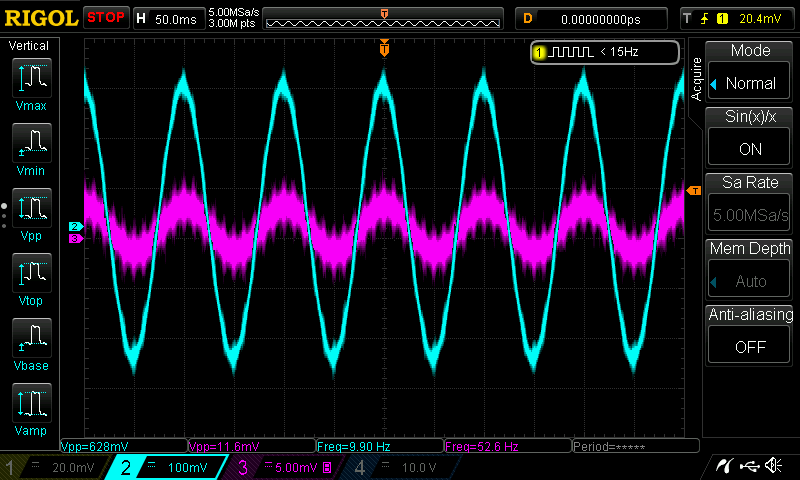 RIGOL STOP H 50.0ms 5.00MSa/s 3.00M pts D 0.00000000ps T 1 20.4mV
T
Vertical
Vmax
Vmin
Vpp
Vtop
Vbase
Vamp
1 < 15Hz
T
2
3
Acquire
Mode
Normal
Sin(x)/x
ON
Sa Rate
5.00MSa/s
Mem Depth
Auto
Anti-aliasing
OFF
Vpp=628mV Vpp=11.6mV Freq=9.90 Hz Freq=52.6 Hz Period=*****
1 20.0mV 2 100mV 3 5.00mV B 4 10.0 V